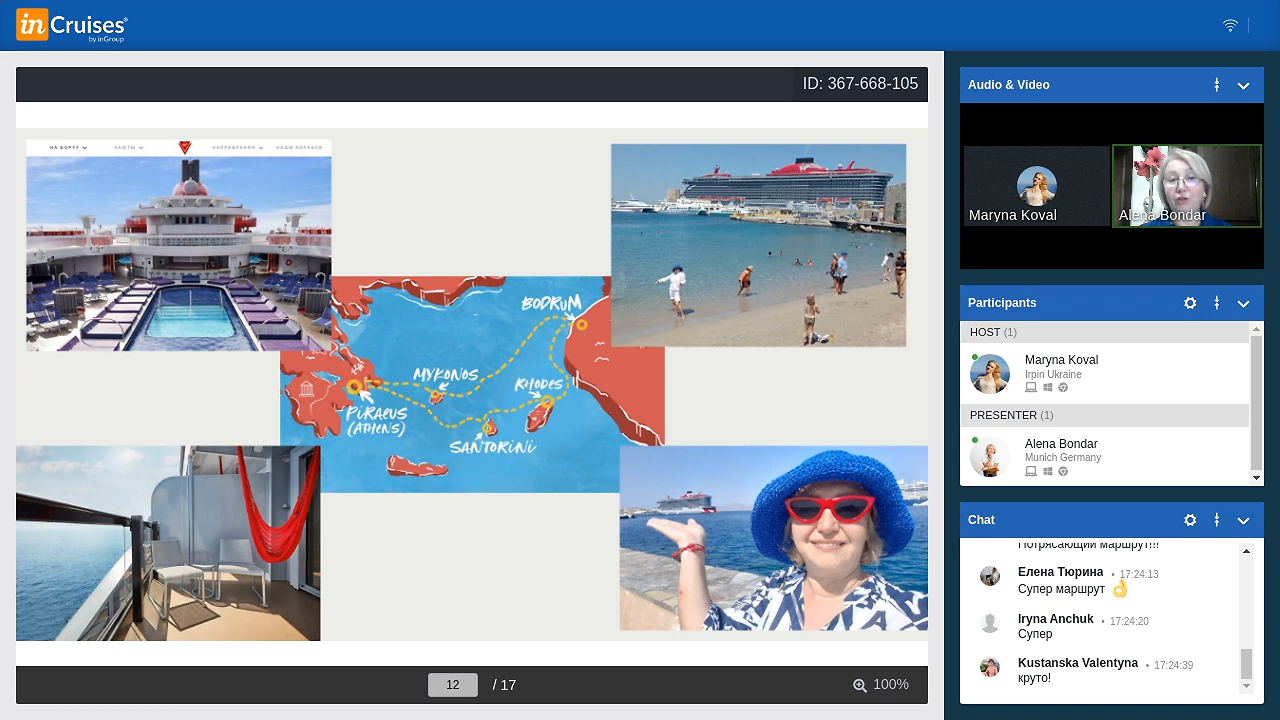 in Cruises®
by inGroup
ID: 367-668-105
НА БОРТУ
КАЮТЫ
НАПРАВЛЕНИЯ
НАШИ КОРАБЛИ
BODRUM
MYKONOS
RHODES
PIRAEUS
(ATHENS)
SANTORINI
12 / 17
100%
Audio & Video
Maryna Koval
Alena Bondar
Participants
HOST (1)
Maryna Koval
Irpin Ukraine
PRESENTER (1)
Alena Bondar
Munich Germany
Chat
Потрясающий маршрут!!!
Елена Тюрина • 17:24:13
Супер маршрут 👌
Iryna Anchuk • 17:24:20
Супер
Kustanska Valentyna • 17:24:39
круто!